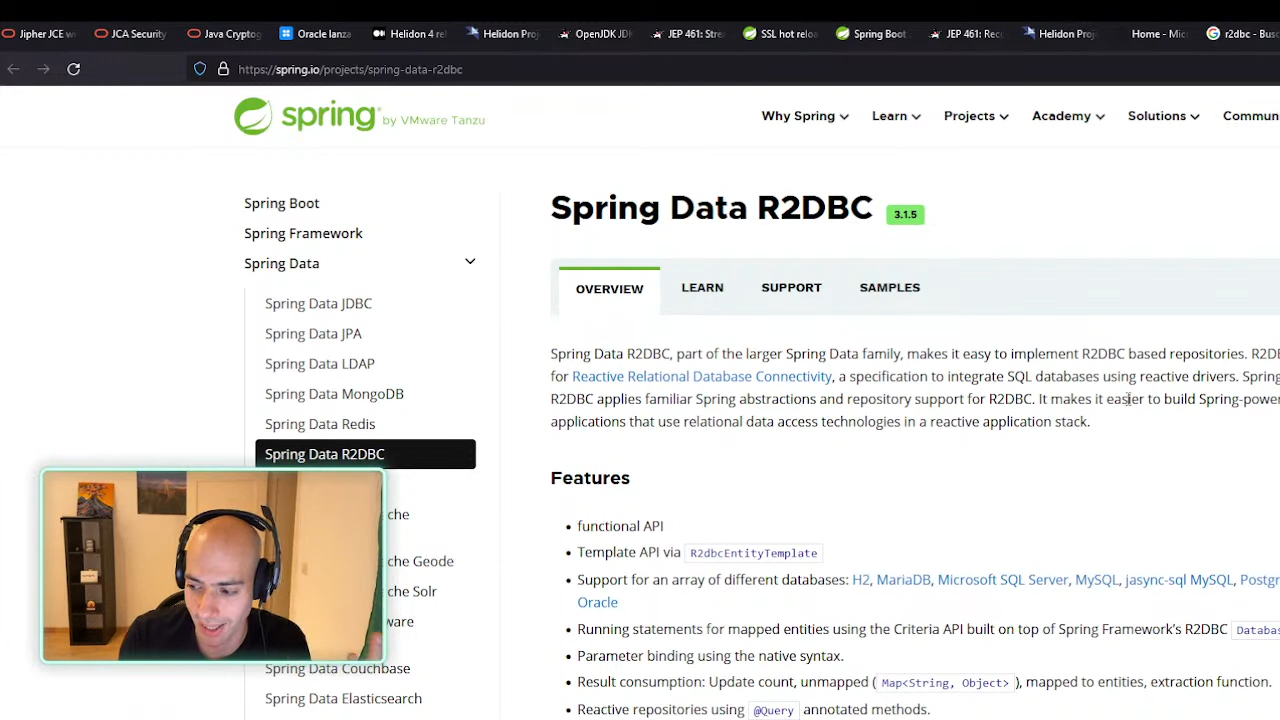 Jipher JCE w
JCA Security
Java Cryptog
Oracle lanza
Helidon 4 rel
Helidon Proj
OpenJDK JDK
JEP 461: Stre
SSL hot reloa
Spring Boot
JEP 461: Rec
Helidon Proj
Home - Mic
r2dbc - Bus
https://spring.io/projects/spring-data-r2dbc
spring by VMware Tanzu
Why Spring
Learn
Projects
Academy
Solutions
Commun
Spring Boot
Spring Framework
Spring Data
Spring Data JDBC
Spring Data JPA
Spring Data LDAP
Spring Data MongoDB
Spring Data Redis
Spring Data R2DBC
che
che Geode
che Solr
ware
Spring Data Couchbase
Spring Data Elasticsearch
Spring Data R2DBC 3.1.5
OVERVIEW
LEARN
SUPPORT
SAMPLES
Spring Data R2DBC, part of the larger Spring Data family, makes it easy to implement R2DBC based repositories. R2DB
for Reactive Relational Database Connectivity, a specification to integrate SQL databases using reactive drivers. Spring
R2DBC applies familiar Spring abstractions and repository support for R2DBC. It makes it easier to build Spring-power
applications that use relational data access technologies in a reactive application stack.
Features
• functional API
• Template API via R2dbcEntityTemplate
• Support for an array of different databases: H2, MariaDB, Microsoft SQL Server, MySQL, jasync-sql MySQL, Postgr
Oracle
• Running statements for mapped entities using the Criteria API built on top of Spring Framework's R2DBC Databas
• Parameter binding using the native syntax.
• Result consumption: Update count, unmapped (Map<String, Object>), mapped to entities, extraction function.
• Reactive repositories using @Query annotated methods.